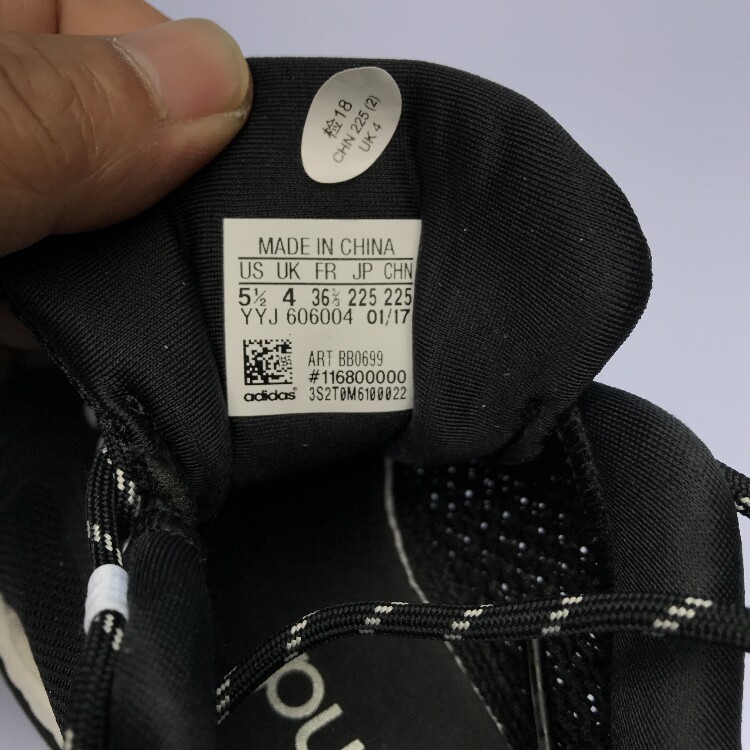 检18
CHN 225 (2)
UK 4
MADE IN CHINA
US UK FR JP CHN
5½ 4 36⅔ 225 225
YYJ 606004 01/17
ART BB0699
#116800000
adidas® 3S2T0M6100022